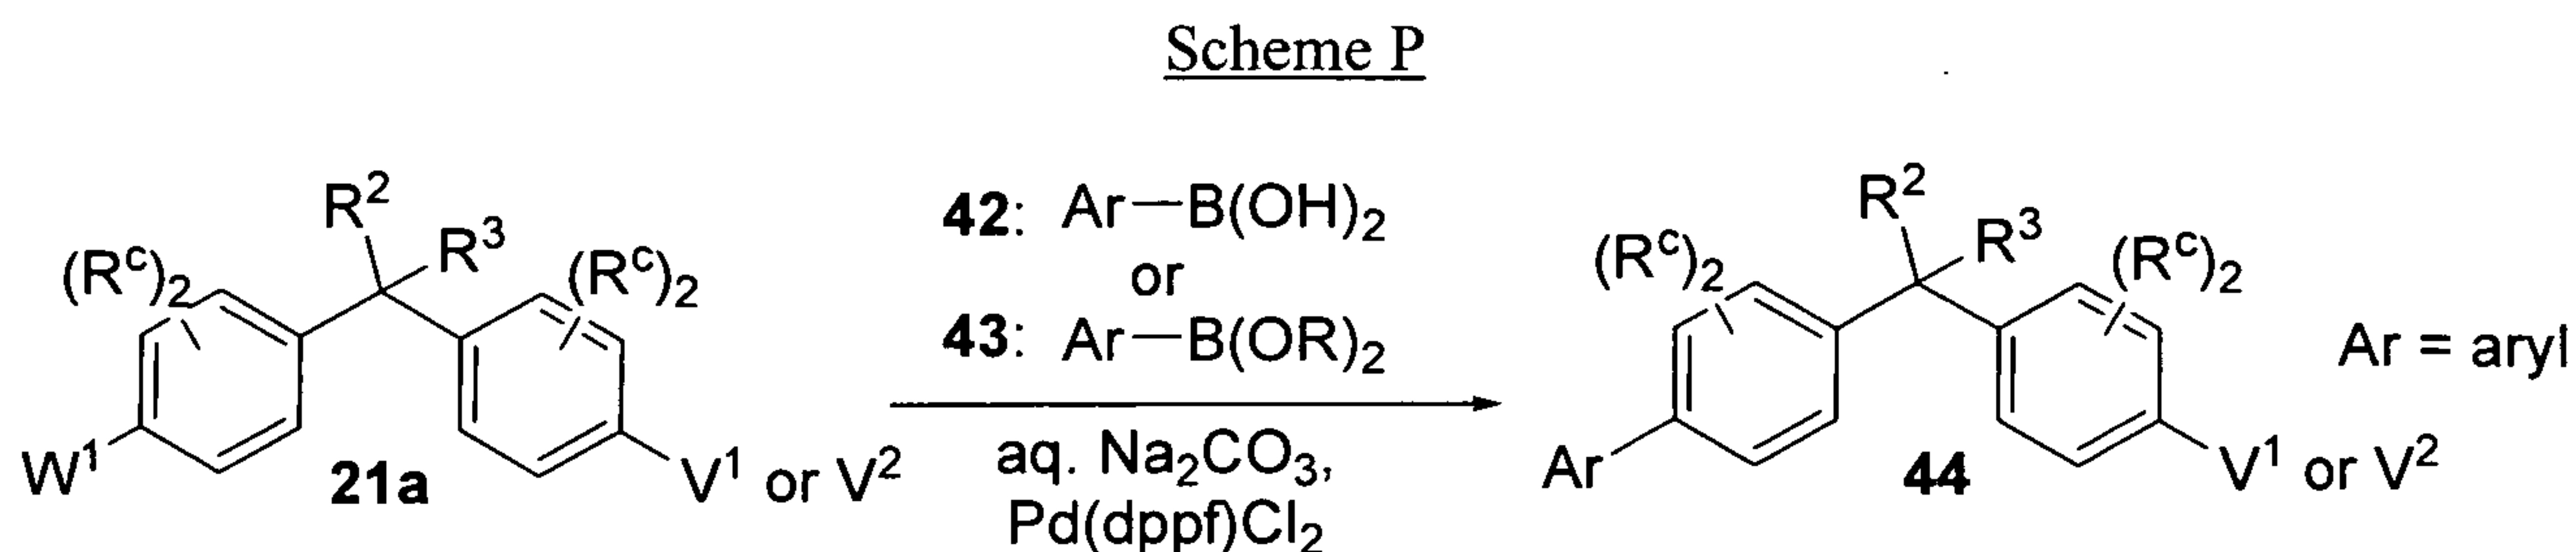 Scheme P
R² R³ (Rᶜ)₂ (Rᶜ)₂ W¹ 21a V¹ or V²
42: Ar—B(OH)₂
or
43: Ar—B(OR)₂
aq. Na₂CO₃,
Pd(dppf)Cl₂
R² R³ (Rᶜ)₂ (Rᶜ)₂ Ar 44 V¹ or V²
Ar = aryl